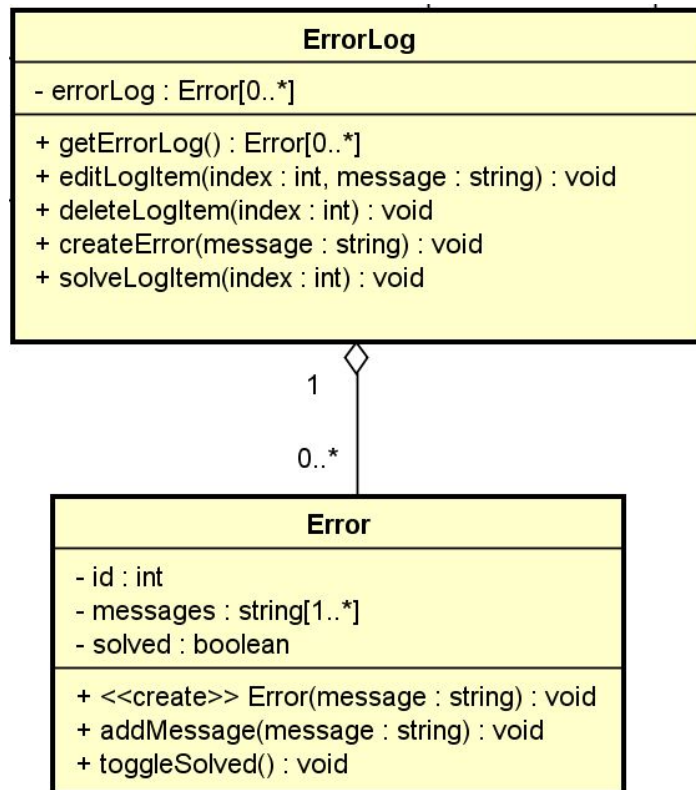 ErrorLog
- errorLog : Error[0..*]
+ getErrorLog() : Error[0..*]
+ editLogItem(index : int, message : string) : void
+ deleteLogItem(index : int) : void
+ createError(message : string) : void
+ solveLogItem(index : int) : void
1
0..*
Error
- id : int
- messages : string[1..*]
- solved : boolean
+ <<create>> Error(message : string) : void
+ addMessage(message : string) : void
+ toggleSolved() : void